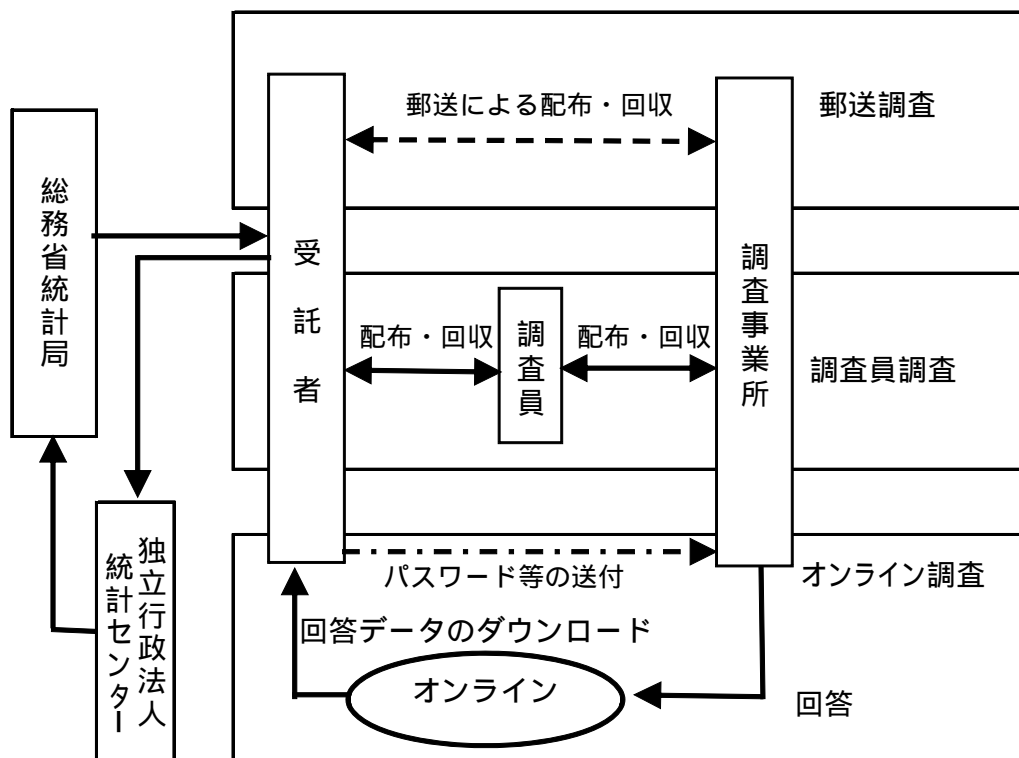 郵送による配布・回収
郵送調査
総務省統計局
受託者
調査事業所
配布・回収
調査員
配布・回収
調査員調査
独立行政法人
統計センター
パスワード等の送付
オンライン調査
回答データのダウンロード
オンライン
回答